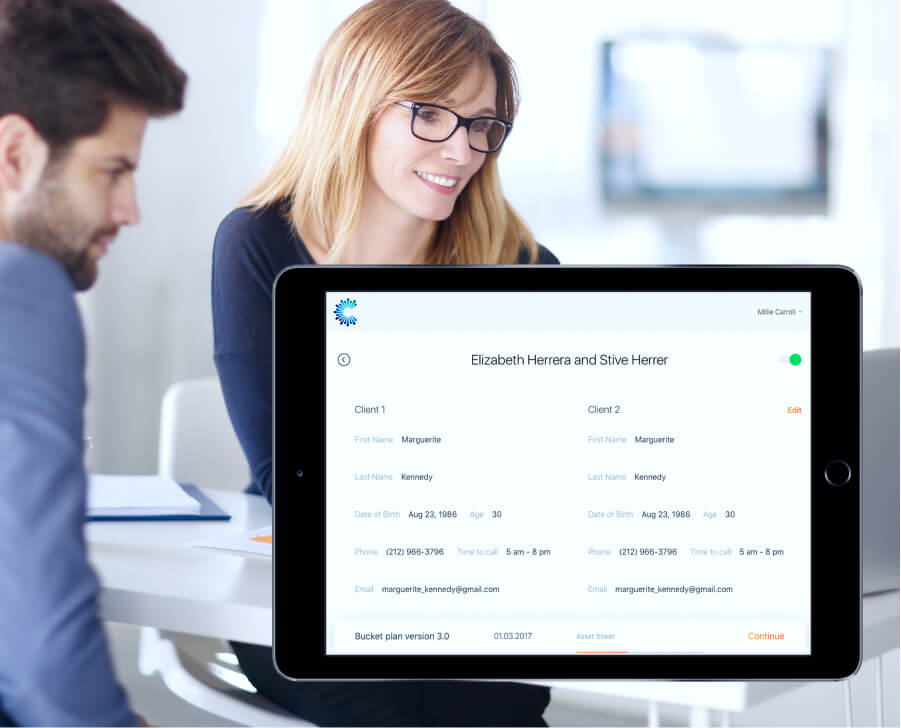 Millie Carroll
Elizabeth Herrera and Stive Herrer
Client 1
Client 2
Edit
First Name Marguerite
First Name Marguerite
Last Name Kennedy
Last Name Kennedy
Date of Birth Aug 23, 1986 Age 30
Date of Birth Aug 23, 1986 Age 30
Phone (212) 966-3796 Time to call 5 am - 8 pm
Phone (212) 966-3796 Time to call 5 am - 8 pm
Email marguerite_kennedy@gmail.com
Email marguerite_kennedy@gmail.com
Bucket plan version 3.0 01.03.2017 Asset Sheet Continue